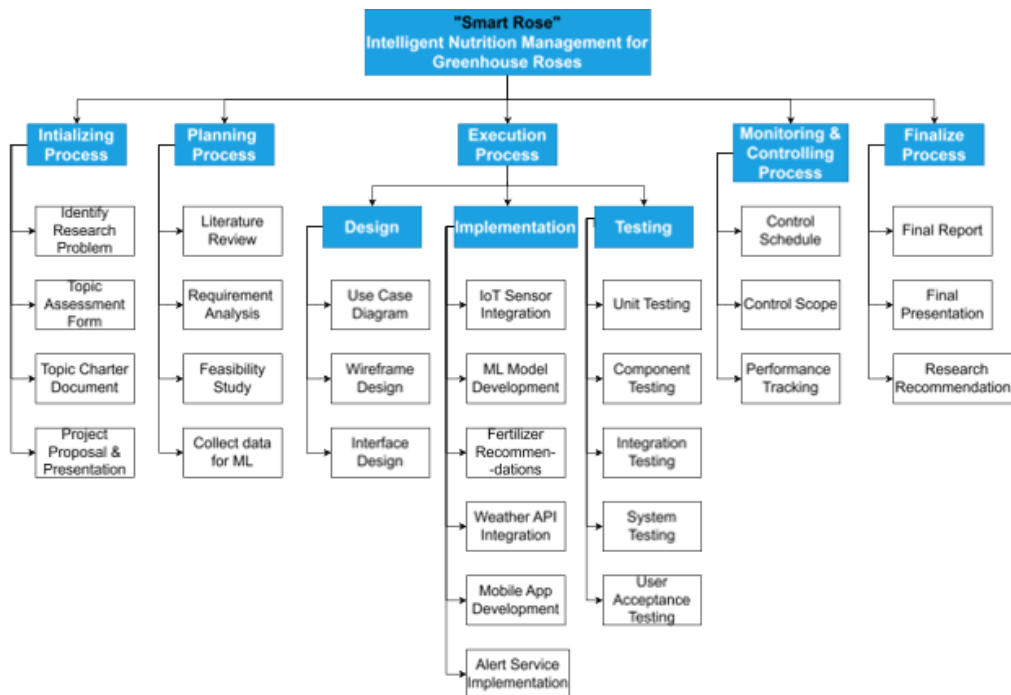 "Smart Rose"
Intelligent Nutrition Management for
Greenhouse Roses
Intializing
Process
Planning
Process
Execution
Process
Monitoring &
Controlling
Process
Finalize
Process
Identify
Research
Problem
Topic
Assessment
Form
Topic Charter
Document
Project
Proposal &
Presentation
Literature
Review
Requirement
Analysis
Feasibility
Study
Collect data
for ML
Design
Use Case
Diagram
Wireframe
Design
Interface
Design
Implementation
IoT Sensor
Integration
ML Model
Development
Fertilizer
Recommen-
-dations
Weather API
Integration
Mobile App
Development
Alert Service
Implementation
Testing
Unit Testing
Component
Testing
Integration
Testing
System
Testing
User
Acceptance
Testing
Control
Schedule
Control Scope
Performance
Tracking
Final Report
Final
Presentation
Research
Recommendation